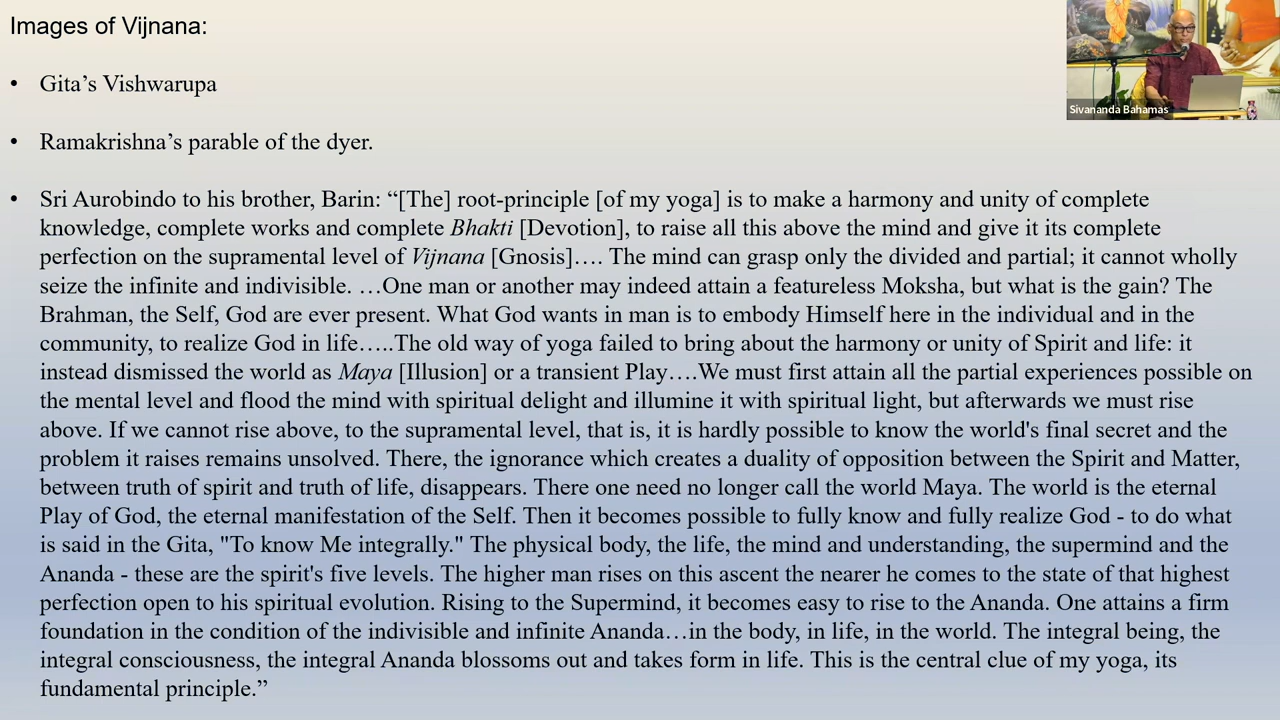 Images of Vijnana:
• Gita’s Vishwarupa
• Ramakrishna’s parable of the dyer.
• Sri Aurobindo to his brother, Barin: “[The] root-principle [of my yoga] is to make a harmony and unity of complete
knowledge, complete works and complete Bhakti [Devotion], to raise all this above the mind and give it its complete
perfection on the supramental level of Vijnana [Gnosis]…. The mind can grasp only the divided and partial; it cannot wholly
seize the infinite and indivisible. …One man or another may indeed attain a featureless Moksha, but what is the gain? The
Brahman, the Self, God are ever present. What God wants in man is to embody Himself here in the individual and in the
community, to realize God in life…..The old way of yoga failed to bring about the harmony or unity of Spirit and life: it
instead dismissed the world as Maya [Illusion] or a transient Play….We must first attain all the partial experiences possible on
the mental level and flood the mind with spiritual delight and illumine it with spiritual light, but afterwards we must rise
above. If we cannot rise above, to the supramental level, that is, it is hardly possible to know the world's final secret and the
problem it raises remains unsolved. There, the ignorance which creates a duality of opposition between the Spirit and Matter,
between truth of spirit and truth of life, disappears. There one need no longer call the world Maya. The world is the eternal
Play of God, the eternal manifestation of the Self. Then it becomes possible to fully know and fully realize God - to do what
is said in the Gita, "To know Me integrally." The physical body, the life, the mind and understanding, the supermind and the
Ananda - these are the spirit's five levels. The higher man rises on this ascent the nearer he comes to the state of that highest
perfection open to his spiritual evolution. Rising to the Supermind, it becomes easy to rise to the Ananda. One attains a firm
foundation in the condition of the indivisible and infinite Ananda…in the body, in life, in the world. The integral being, the
integral consciousness, the integral Ananda blossoms out and takes form in life. This is the central clue of my yoga, its
fundamental principle.”
Sivananda Bahamas